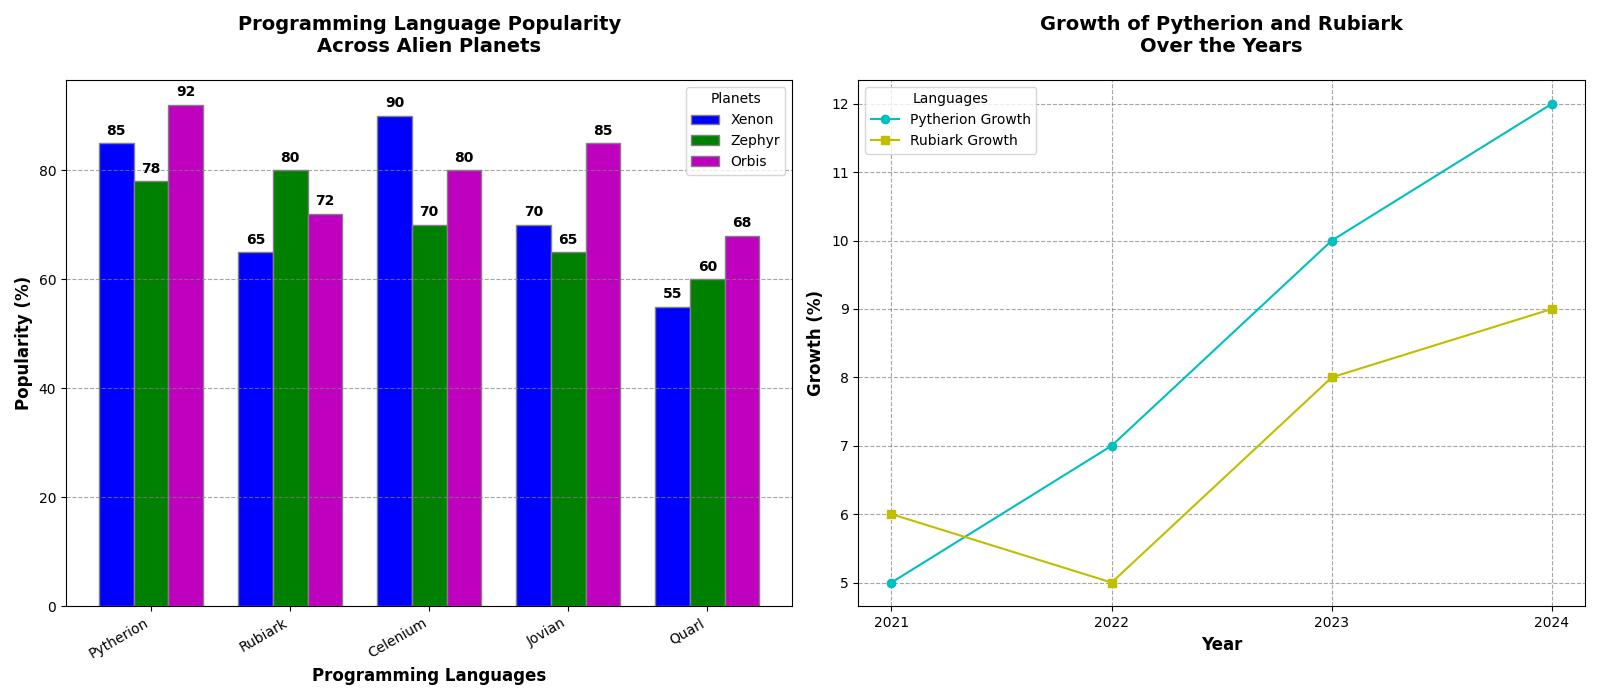 Programming Language Popularity
Across Alien Planets
Popularity (%)
80
60
40
20
0
85
78
92
65
80
72
90
70
80
70
65
85
55
60
68
Planets
Xenon
Zephyr
Orbis
Pytherion
Rubiark
Celenium
Jovian
Quarl
Programming Languages
Growth of Pytherion and Rubiark
Over the Years
Growth (%)
12
11
10
9
8
7
6
5
Languages
Pytherion Growth
Rubiark Growth
2021
2022
2023
2024
Year